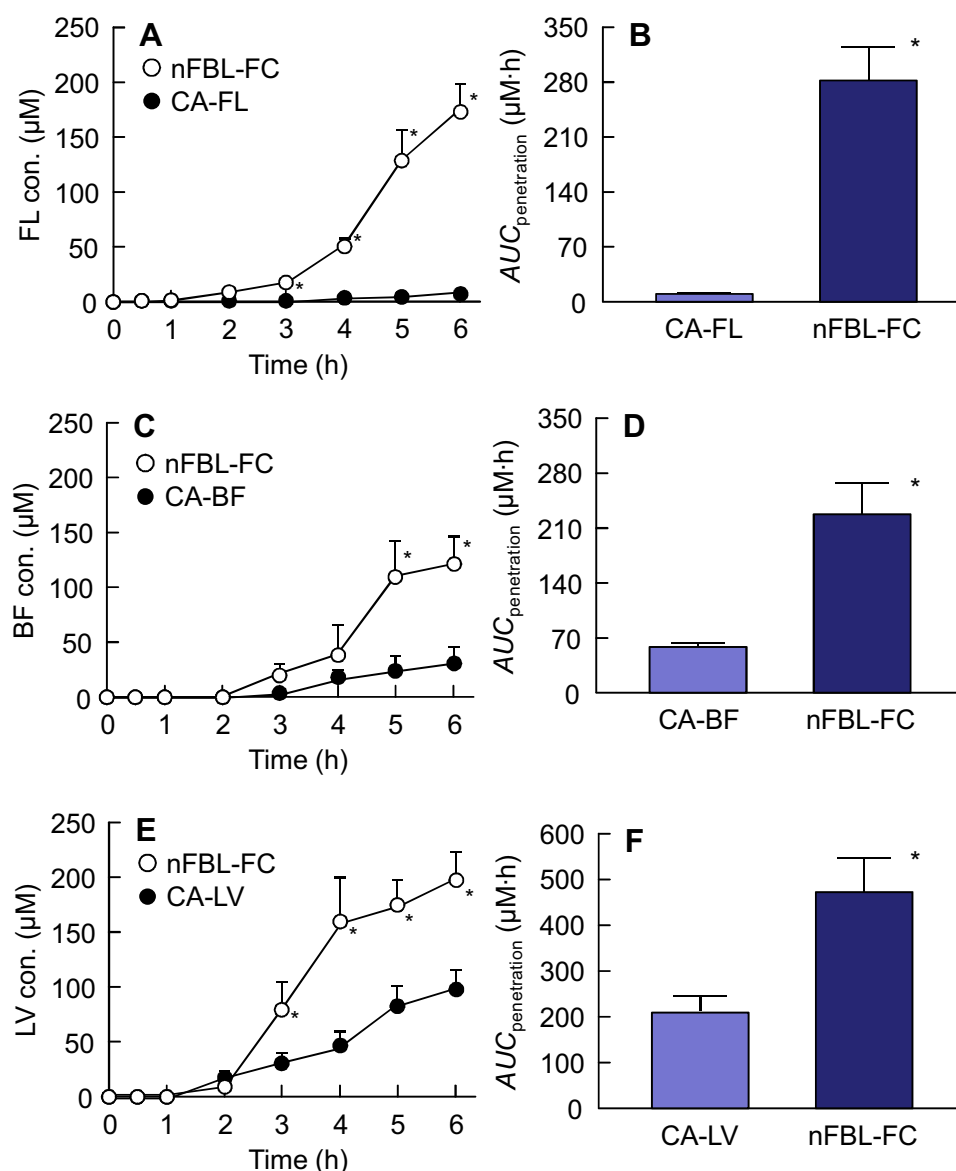 A
nFBL-FC
CA-FL
FL con. (µM)
250
200
150
100
50
0
*
*
*
*
0 1 2 3 4 5 6
Time (h)
B
*
AUCpenetration (µM·h)
350
280
210
140
70
0
CA-FL nFBL-FC
C
nFBL-FC
CA-BF
BF con. (µM)
250
200
150
100
50
0
*
*
0 1 2 3 4 5 6
Time (h)
D
*
AUCpenetration (µM·h)
350
280
210
140
70
0
CA-BF nFBL-FC
E
nFBL-FC
CA-LV
LV con. (µM)
250
200
150
100
50
0
*
*
*
*
0 1 2 3 4 5 6
Time (h)
F
*
AUCpenetration (µM·h)
600
500
400
300
200
100
0
CA-LV nFBL-FC